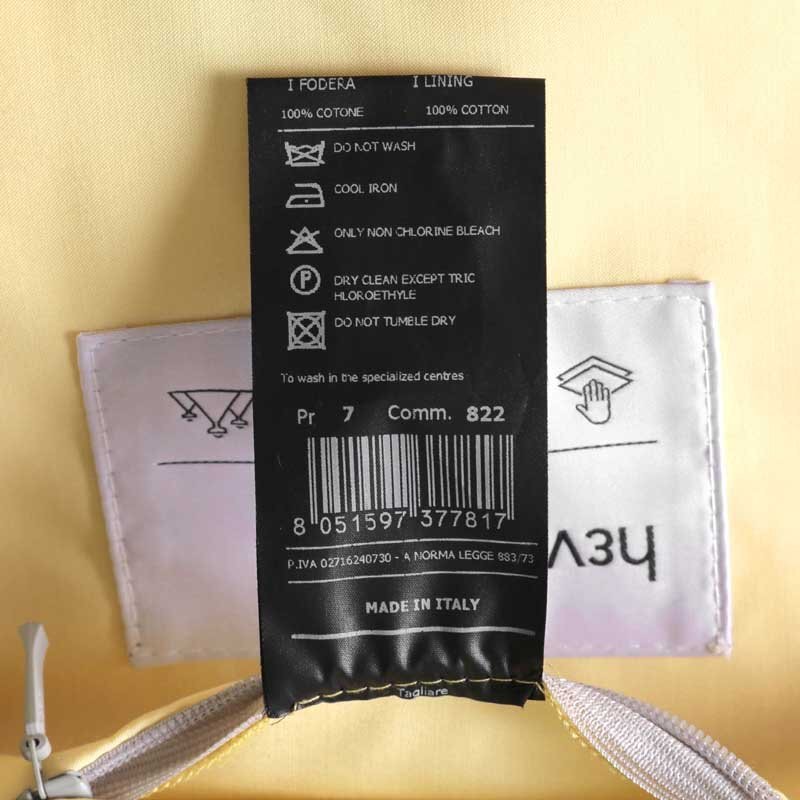 I FODERA I LINING
100% COTONE 100% COTTON
DO NOT WASH
COOL IRON
ONLY NON CHLORINE BLEACH
P
DRY CLEAN EXCEPT TRIC
HLOROETHYLE
DO NOT TUMBLE DRY
To wash in the specialized centres
Pr 7 Comm. 822
8 051597 377817
P.IVA 02716240730 - A NORMA LEGGE 883/73
MADE IN ITALY
Tagliare